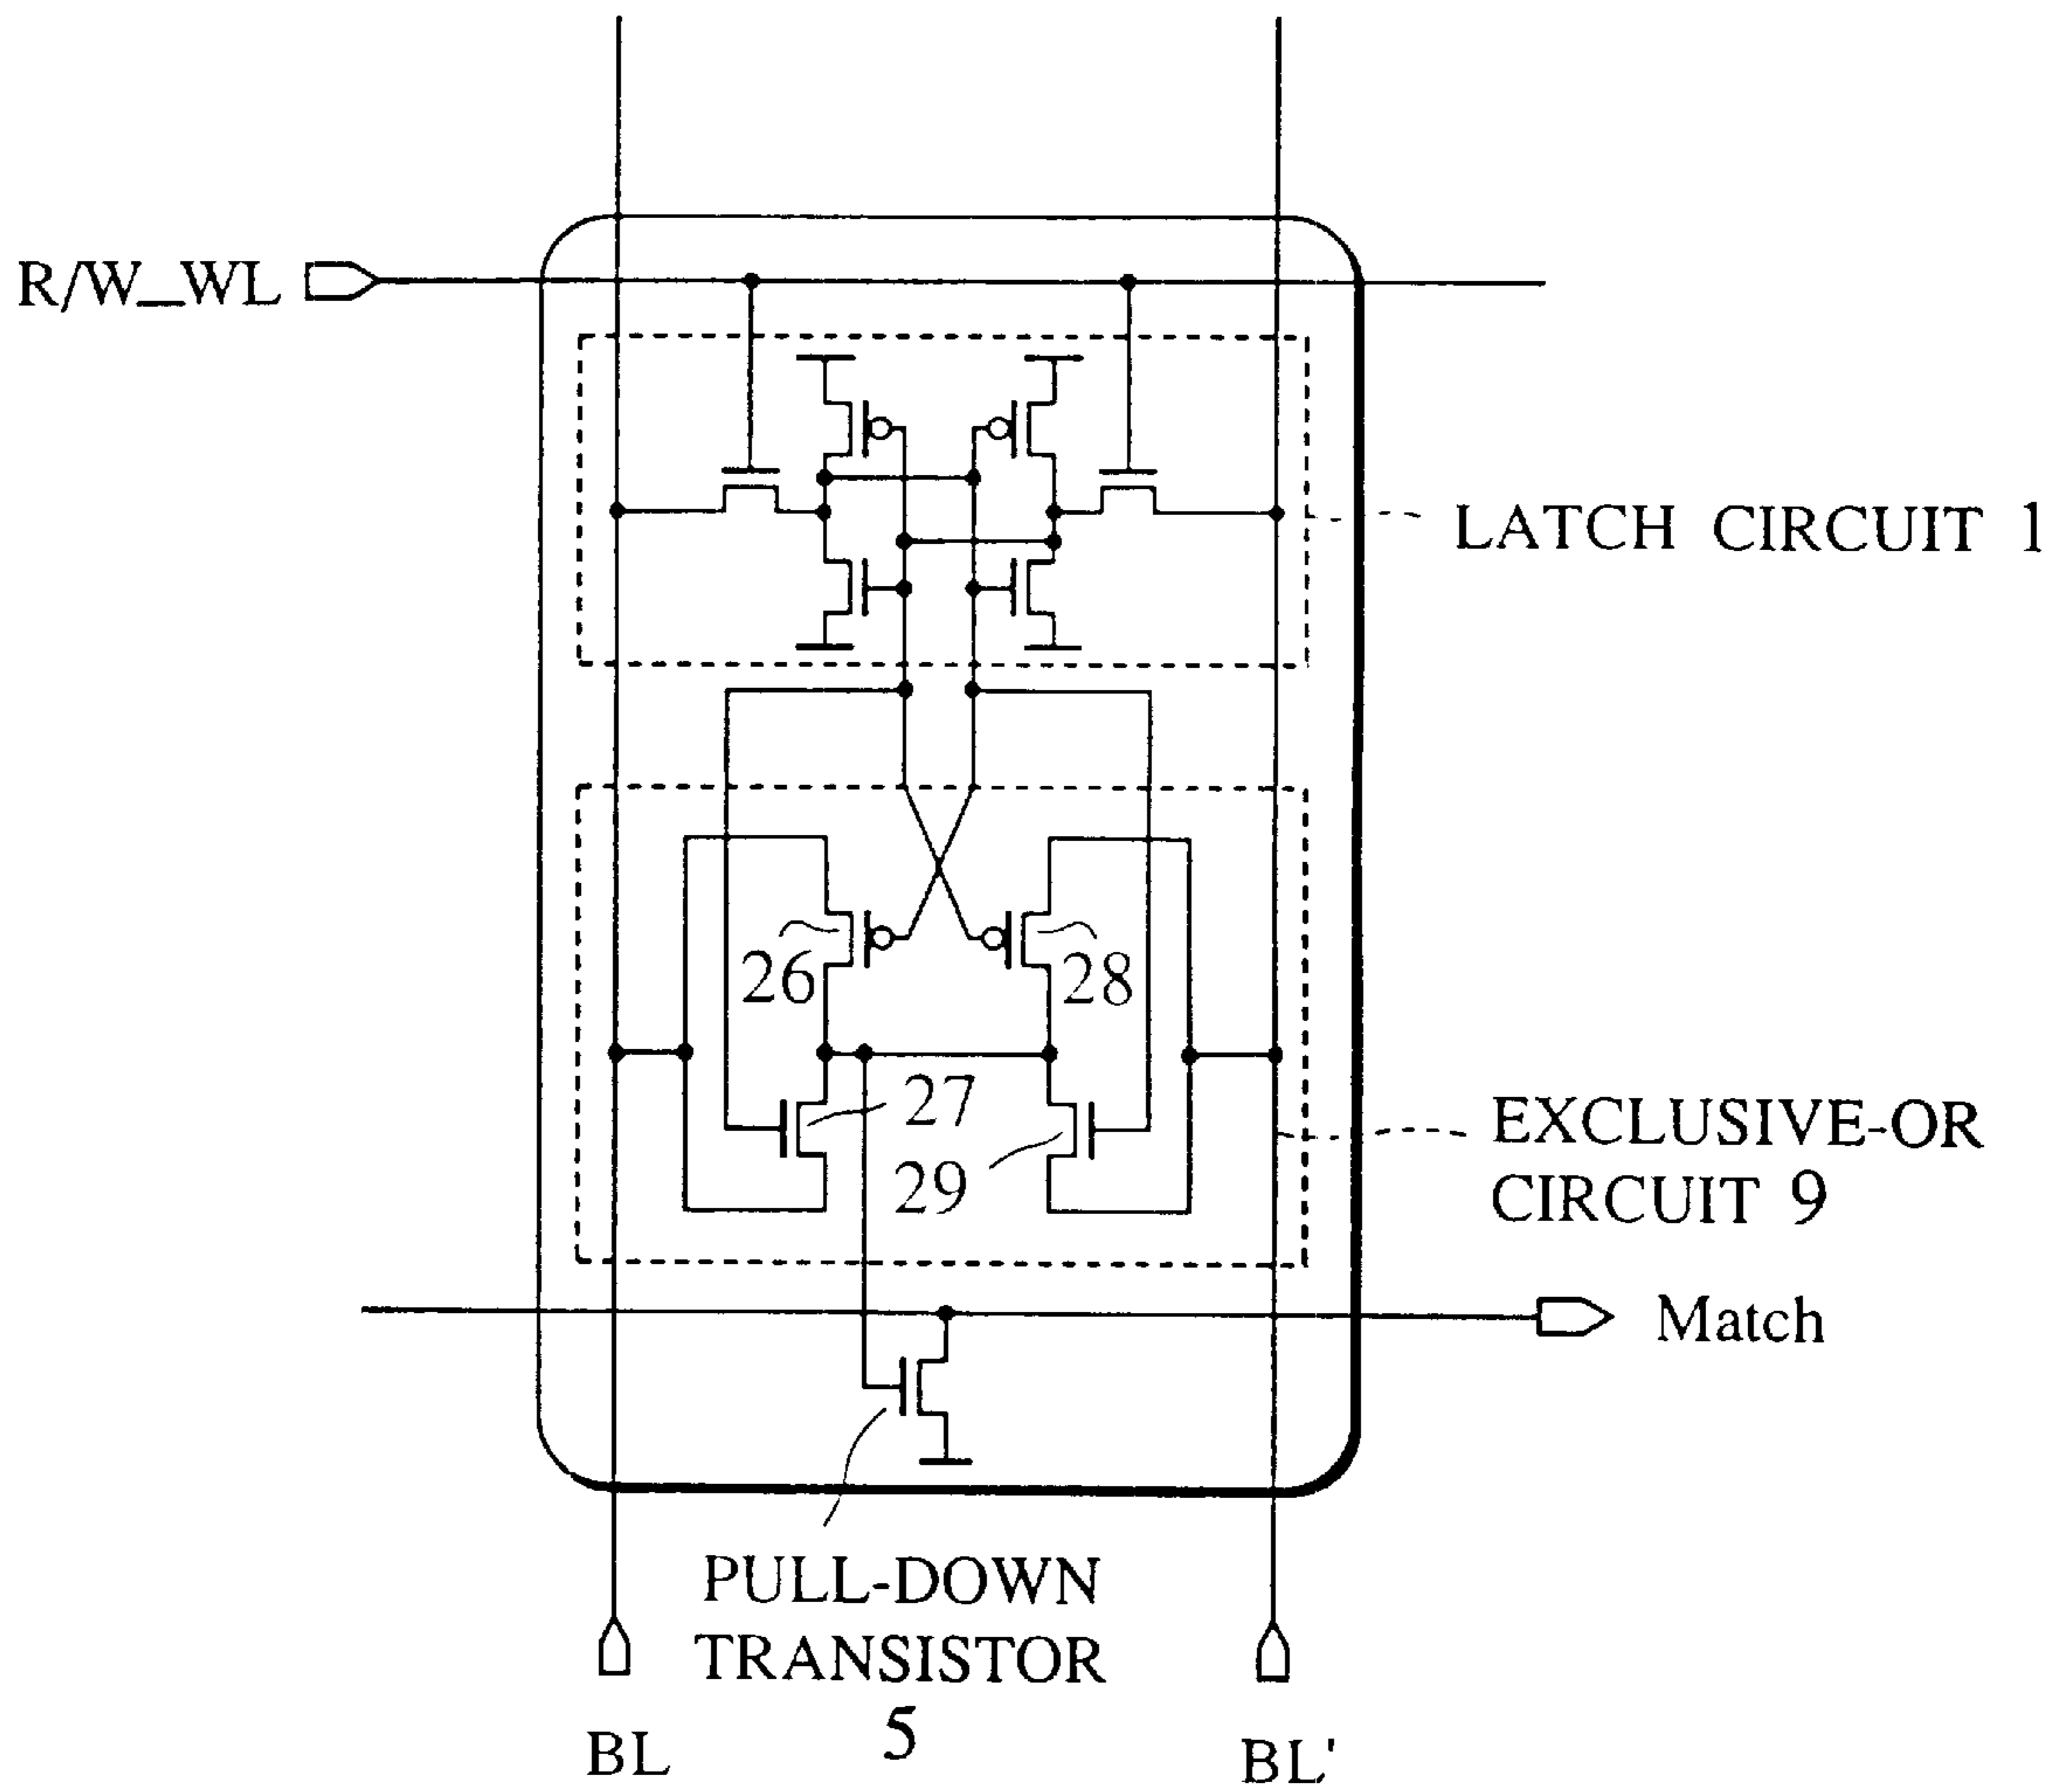 R/W_WL
LATCH CIRCUIT 1
26
28
27
29
EXCLUSIVE-OR
CIRCUIT 9
Match
PULL-DOWN
TRANSISTOR
5
BL
BL'